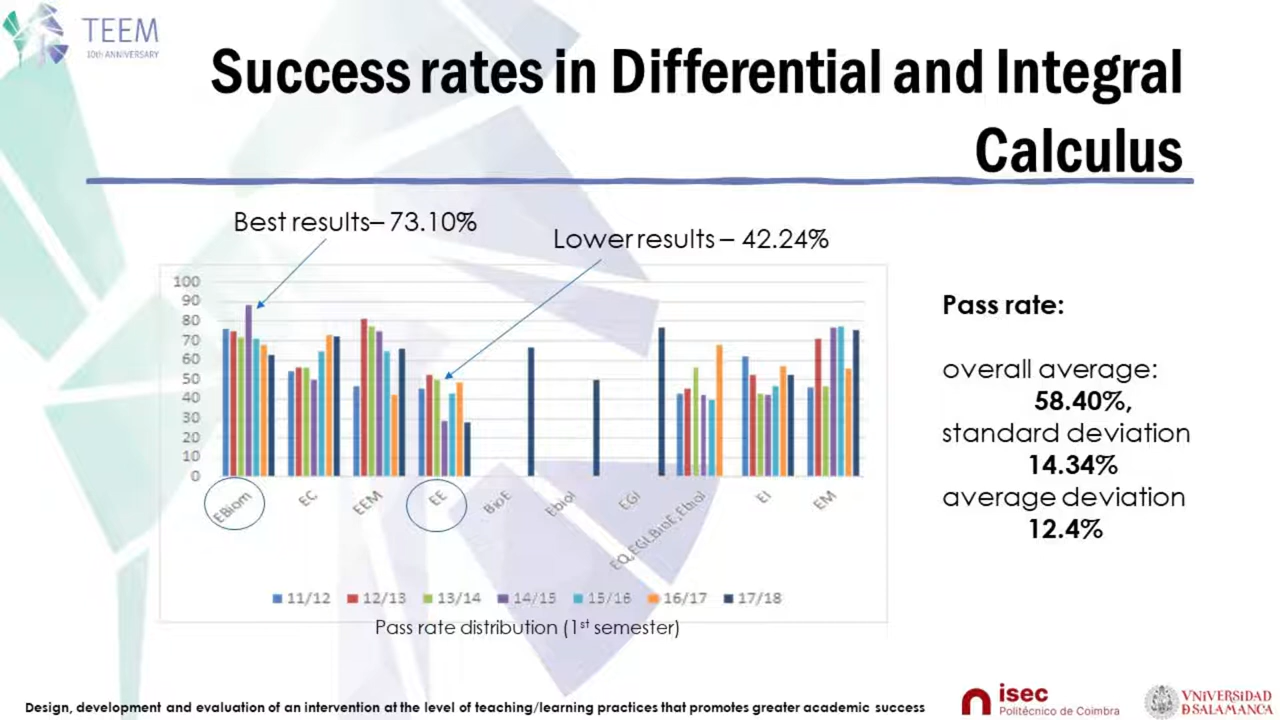 TEEM
10th ANNIVERSARY
Success rates in Differential and Integral
Calculus
Best results– 73.10%
Lower results – 42.24%
100
90
80
70
60
50
40
30
20
10
0
EBiom
EC
EEM
EE
BioE
Ebiol
EGI
EQ,EGI,BIOE,Ebiol
EI
EM
11/12 12/13 13/14 14/15 15/16 16/17 17/18
Pass rate distribution (1st semester)
Pass rate:
overall average:
58.40%,
standard deviation
14.34%
average deviation
12.4%
Design, development and evaluation of an intervention at the level of teaching/learning practices that promotes greater academic success
isec
Politécnico de Coimbra
VNIVERSIDAD
D SALAMANCA